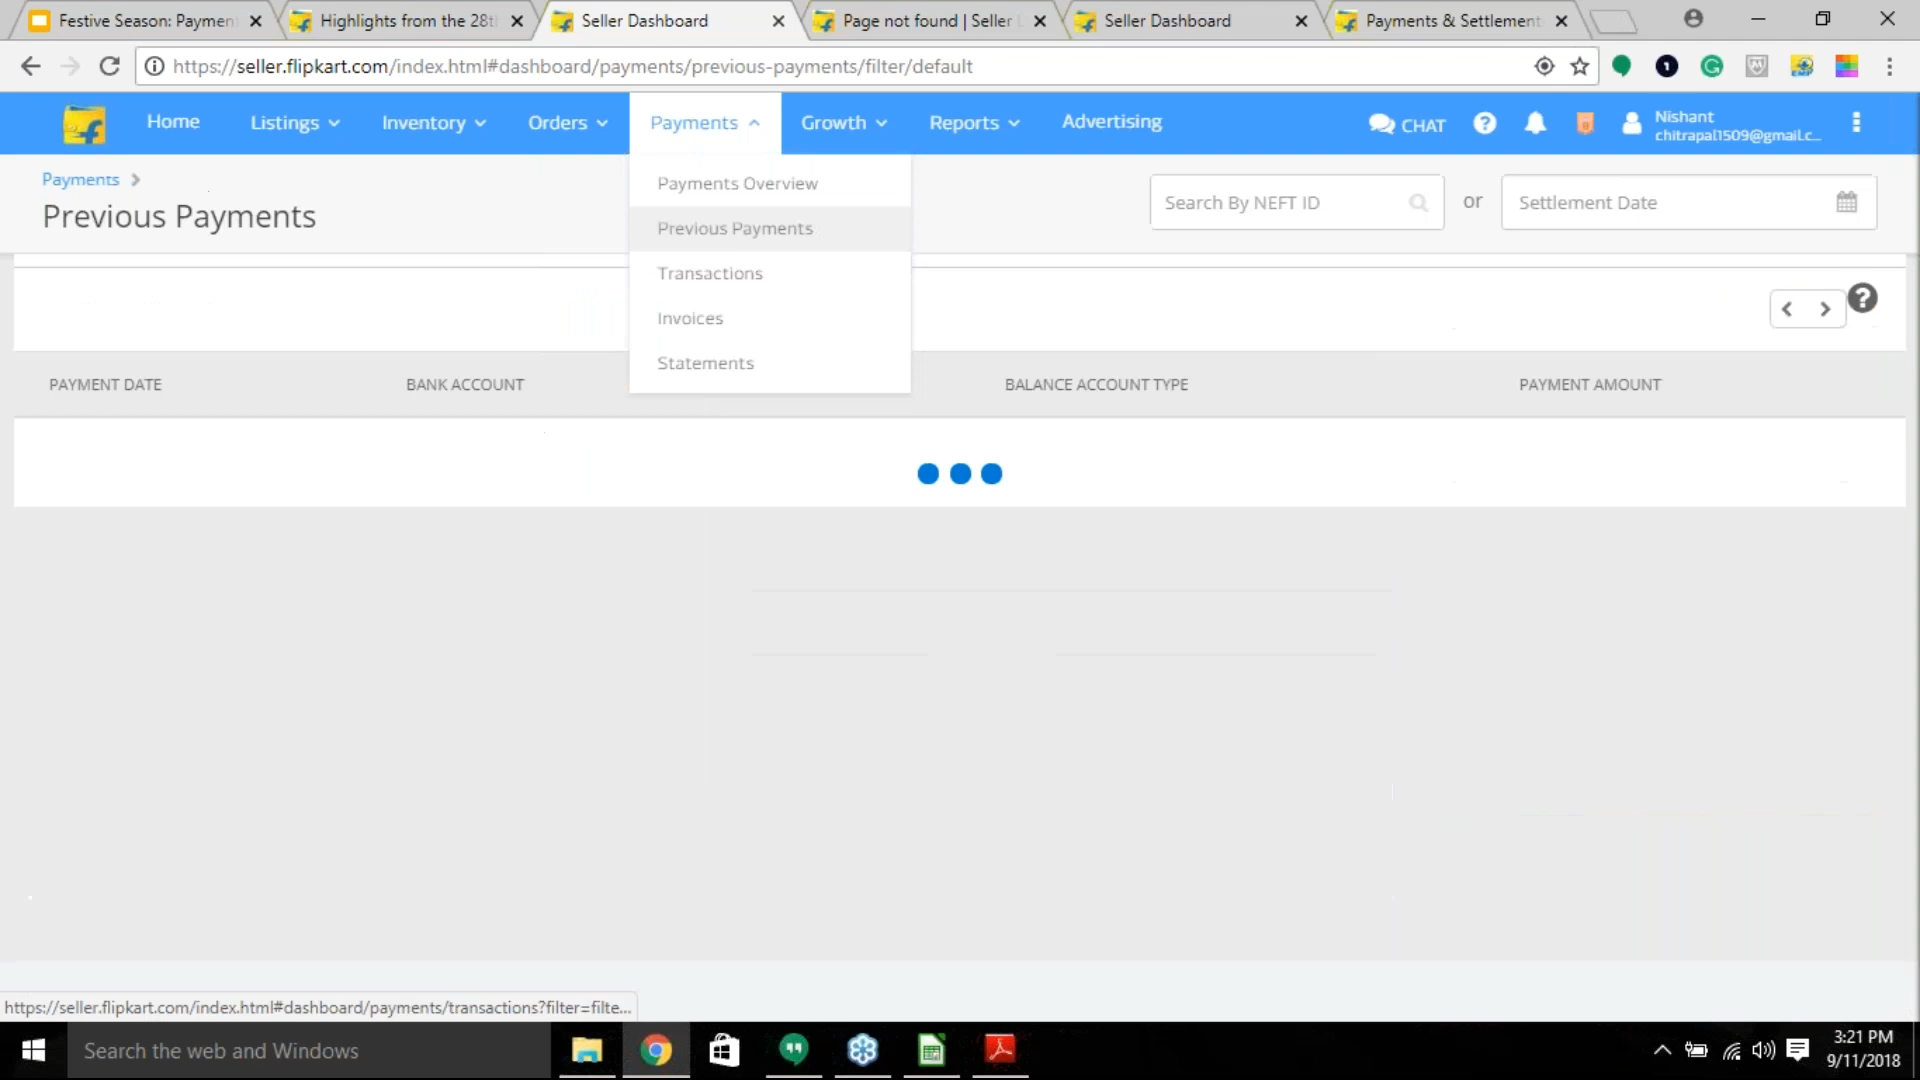 Festive Season: Paymen
Highlights from the 28t
Seller Dashboard
Page not found | Seller
Seller Dashboard
Payments & Settlement
https://seller.flipkart.com/index.html#dashboard/payments/previous-payments/filter/default
Home
Listings
Inventory
Orders
Payments
Growth
Reports
Advertising
CHAT
Nishant
chitrapal1509@gmail.c...
Payments
Previous Payments
Search By NEFT ID
or
Settlement Date
Payments Overview
Previous Payments
Transactions
Invoices
Statements
PAYMENT DATE
BANK ACCOUNT
BALANCE ACCOUNT TYPE
PAYMENT AMOUNT
https://seller.flipkart.com/index.html#dashboard/payments/transactions?filter=filte...
Search the web and Windows
3:21 PM
9/11/2018